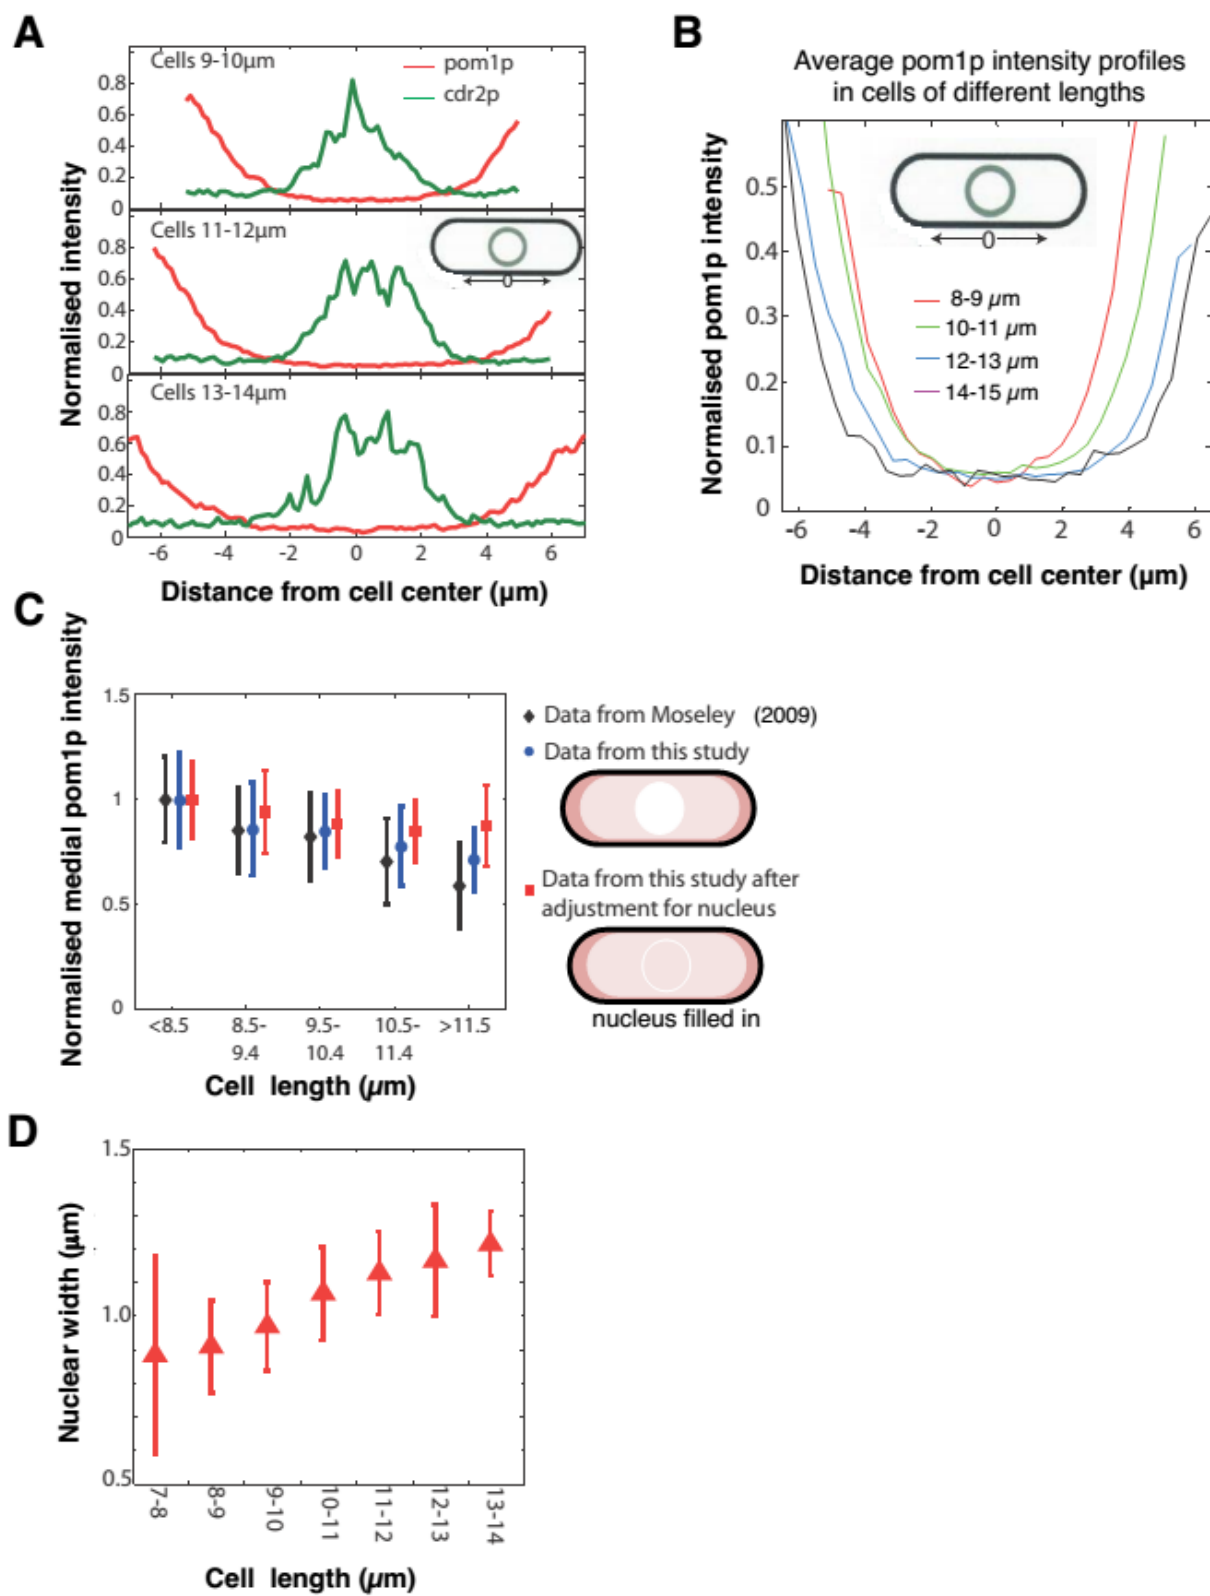 A
Cells 9-10µm
pom1p
cdr2p
0.8
0.6
0.4
0.2
0
Cells 11-12µm
0
0.8
0.6
0.4
0.2
0
Cells 13-14µm
0.8
0.6
0.4
0.2
0
-6 -4 -2 0 2 4 6
Normalised intensity
Distance from cell center (µm)
B
Average pom1p intensity profiles
in cells of different lengths
0.5
0.4
0.3
0.2
0.1
0
0
8-9 µm
10-11 µm
12-13 µm
14-15 µm
-6 -4 -2 0 2 4 6
Normalised pom1p intensity
Distance from cell center (µm)
C
Normalised medial pom1p intensity
1.5
1
0.5
0
<8.5 8.5- 9.5- 10.5- >11.5
9.4 10.4 11.4
Cell length (µm)
Data from Moseley (2009)
Data from this study
Data from this study after
adjustment for nucleus
nucleus filled in
D
Nuclear width (µm)
1.5
1.0
0.5
7-8 8-9 9-10 10-11 11-12 12-13 13-14
Cell length (µm)